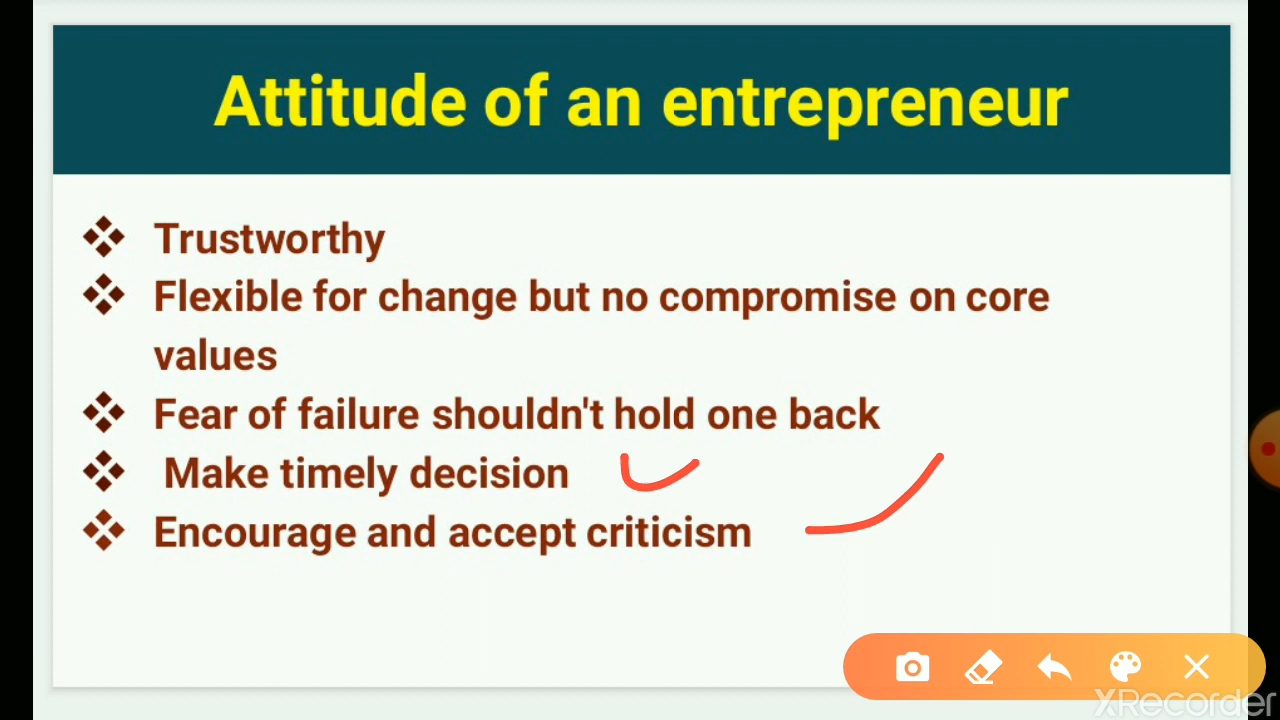 Attitude of an entrepreneur
❖ Trustworthy
❖ Flexible for change but no compromise on core
values
❖ Fear of failure shouldn't hold one back
❖ Make timely decision
❖ Encourage and accept criticism
XRecorder